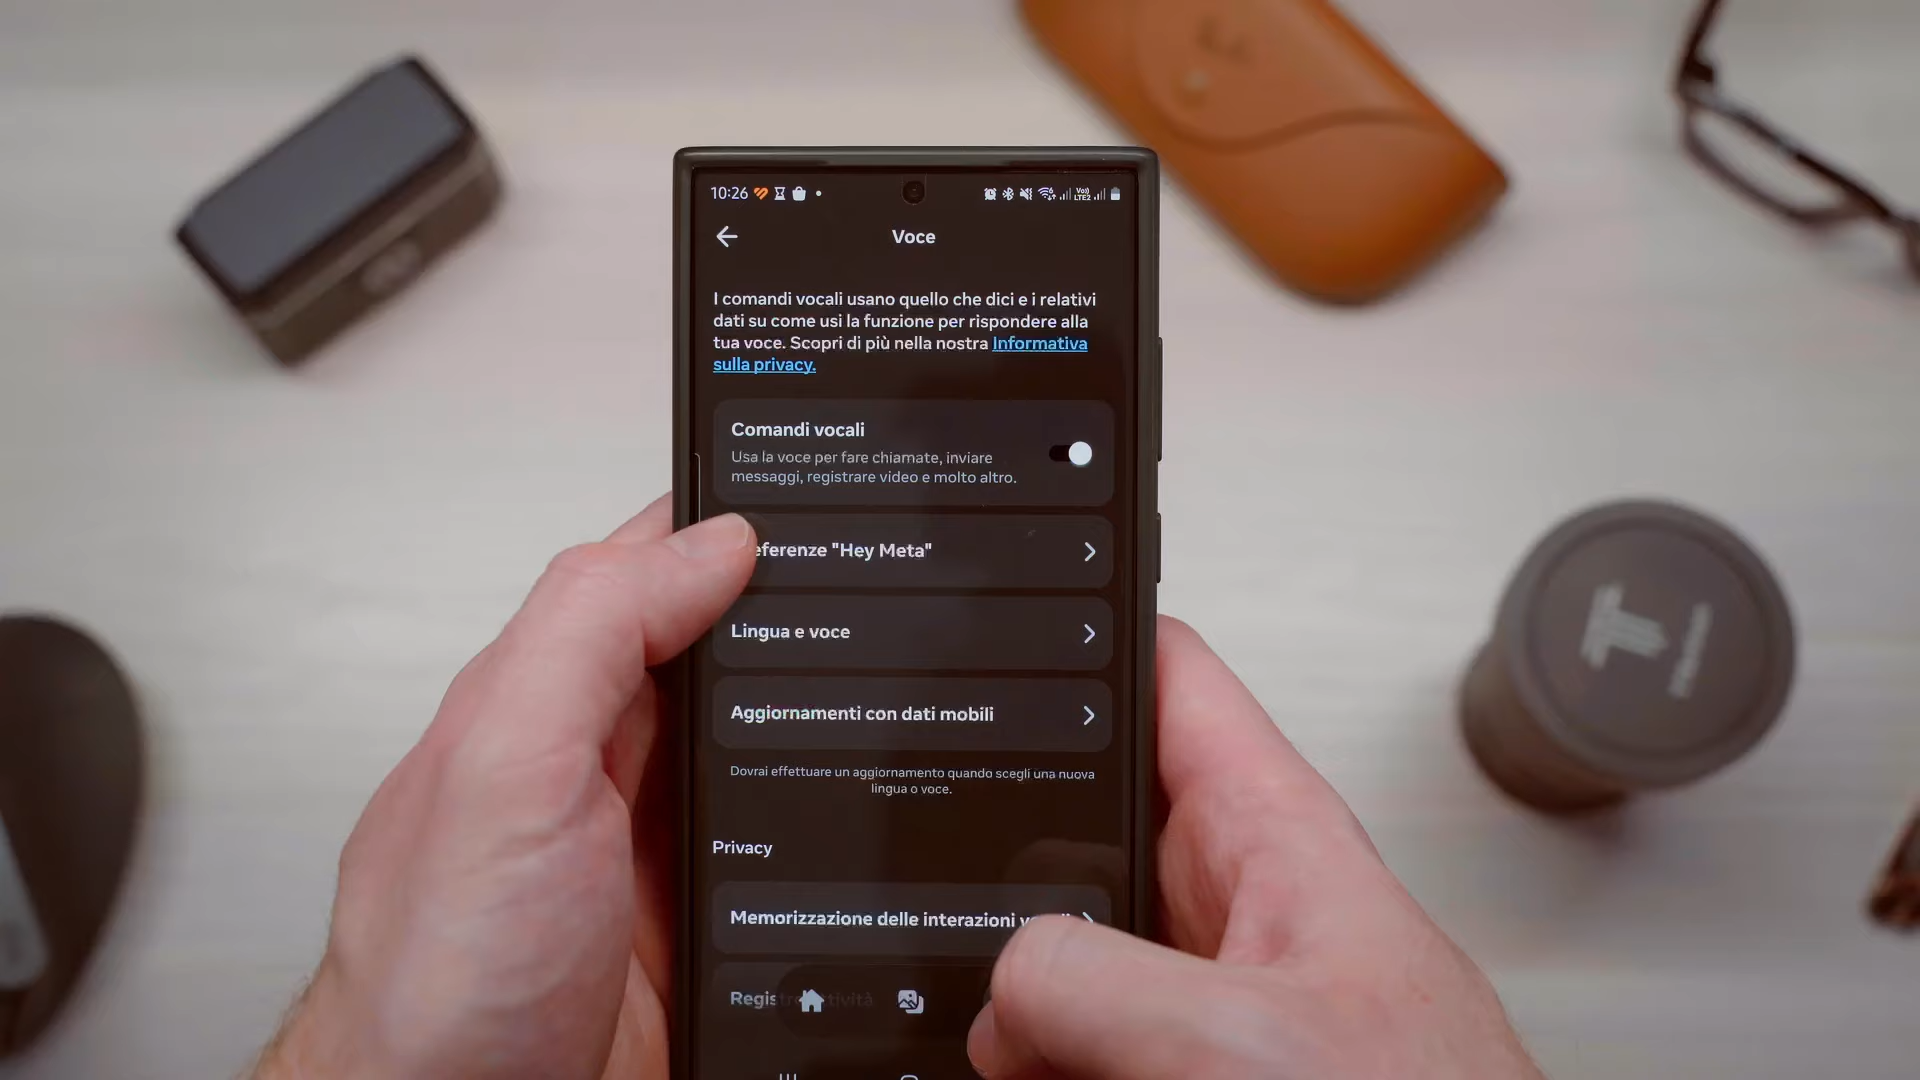 10:26
Vo))
LTE2
Voce
I comandi vocali usano quello che dici e i relativi
dati su come usi la funzione per rispondere alla
tua voce. Scopri di più nella nostra Informativa
sulla privacy.
Comandi vocali
Usa la voce per fare chiamate, inviare
messaggi, registrare video e molto altro.
eferenze "Hey Meta"
Lingua e voce
Aggiornamenti con dati mobili
Dovrai effettuare un aggiornamento quando scegli una nuova
lingua o voce.
Privacy
Memorizzazione delle interazioni